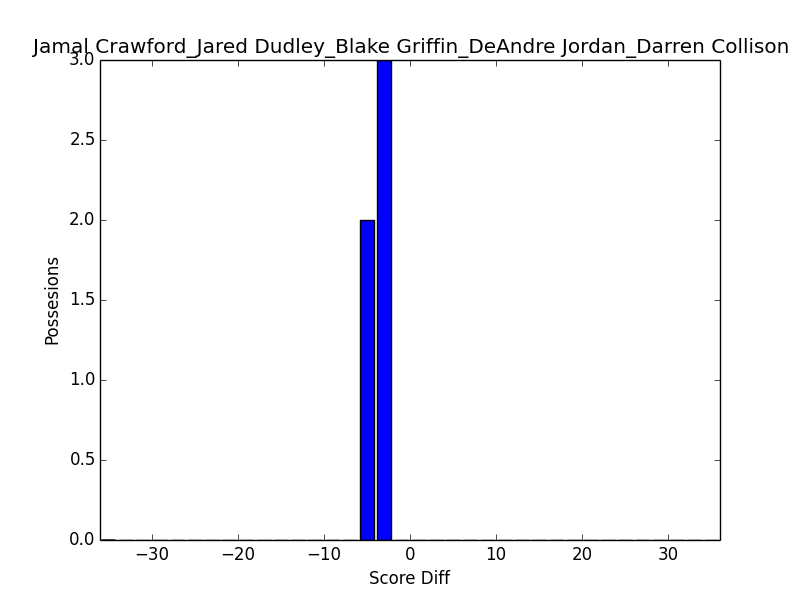 Jamal Crawford_Jared Dudley_Blake Griffin_DeAndre Jordan_Darren Collison
3.0
2.5
2.0
1.5
1.0
0.5
0.0
Possesions
−30 −20 −10 0 10 20 30
Score Diff